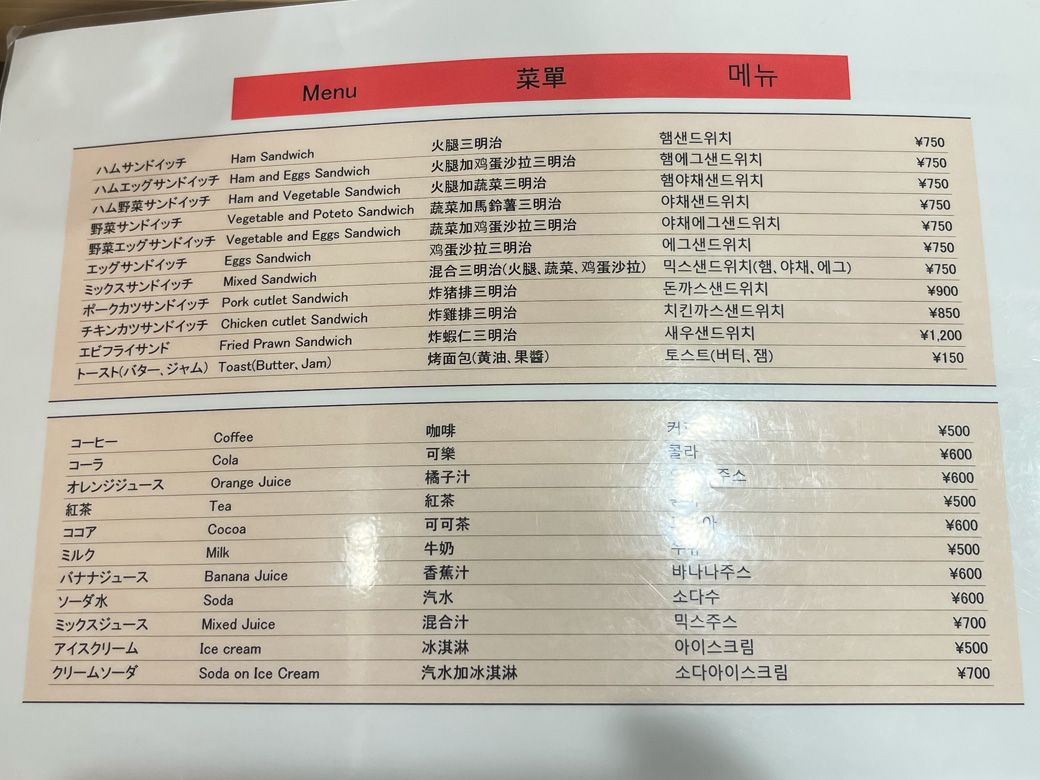 Menu 菜單 메뉴
ハムサンドイッチ Ham Sandwich 火腿三明治 햄샌드위치 ¥750
ハムエッグサンドイッチ Ham and Eggs Sandwich 火腿加鸡蛋沙拉三明治 햄에그샌드위치 ¥750
ハム野菜サンドイッチ Ham and Vegetable Sandwich 火腿加蔬菜三明治 햄야채샌드위치 ¥750
野菜サンドイッチ Vegetable and Poteto Sandwich 蔬菜加馬鈴薯三明治 야채샌드위치 ¥750
野菜エッグサンドイッチ Vegetable and Eggs Sandwich 蔬菜加鸡蛋沙拉三明治 야채에그샌드위치 ¥750
エッグサンドイッチ Eggs Sandwich 鸡蛋沙拉三明治 에그샌드위치 ¥750
ミックスサンドイッチ Mixed Sandwich 混合三明治(火腿、蔬菜、鸡蛋沙拉) 믹스샌드위치(햄、야채、에그) ¥750
ポークカツサンドイッチ Pork cutlet Sandwich 炸猪排三明治 돈까스샌드위치 ¥900
チキンカツサンドイッチ Chicken cutlet Sandwich 炸雞排三明治 치킨까스샌드위치 ¥850
エビフライサンド Fried Prawn Sandwich 炸蝦仁三明治 새우샌드위치 ¥1,200
トースト(バター、ジャム) Toast(Butter、Jam) 烤面包(黄油、果醬) 토스트(버터、잼) ¥150
コーヒー Coffee 咖啡 ¥500
コーラ Cola 可樂 콜라 ¥600
オレンジジュース Orange Juice 橘子汁 주스 ¥600
紅茶 Tea 紅茶 ¥500
ココア Cocoa 可可茶 ¥600
ミルク Milk 牛奶 ¥500
バナナジュース Banana Juice 香蕉汁 바나나주스 ¥600
ソーダ水 Soda 汽水 소다수 ¥600
ミックスジュース Mixed Juice 混合汁 믹스주스 ¥700
アイスクリーム Ice cream 冰淇淋 아이스크림 ¥500
クリームソーダ Soda on Ice Cream 汽水加冰淇淋 소다아이스크림 ¥700